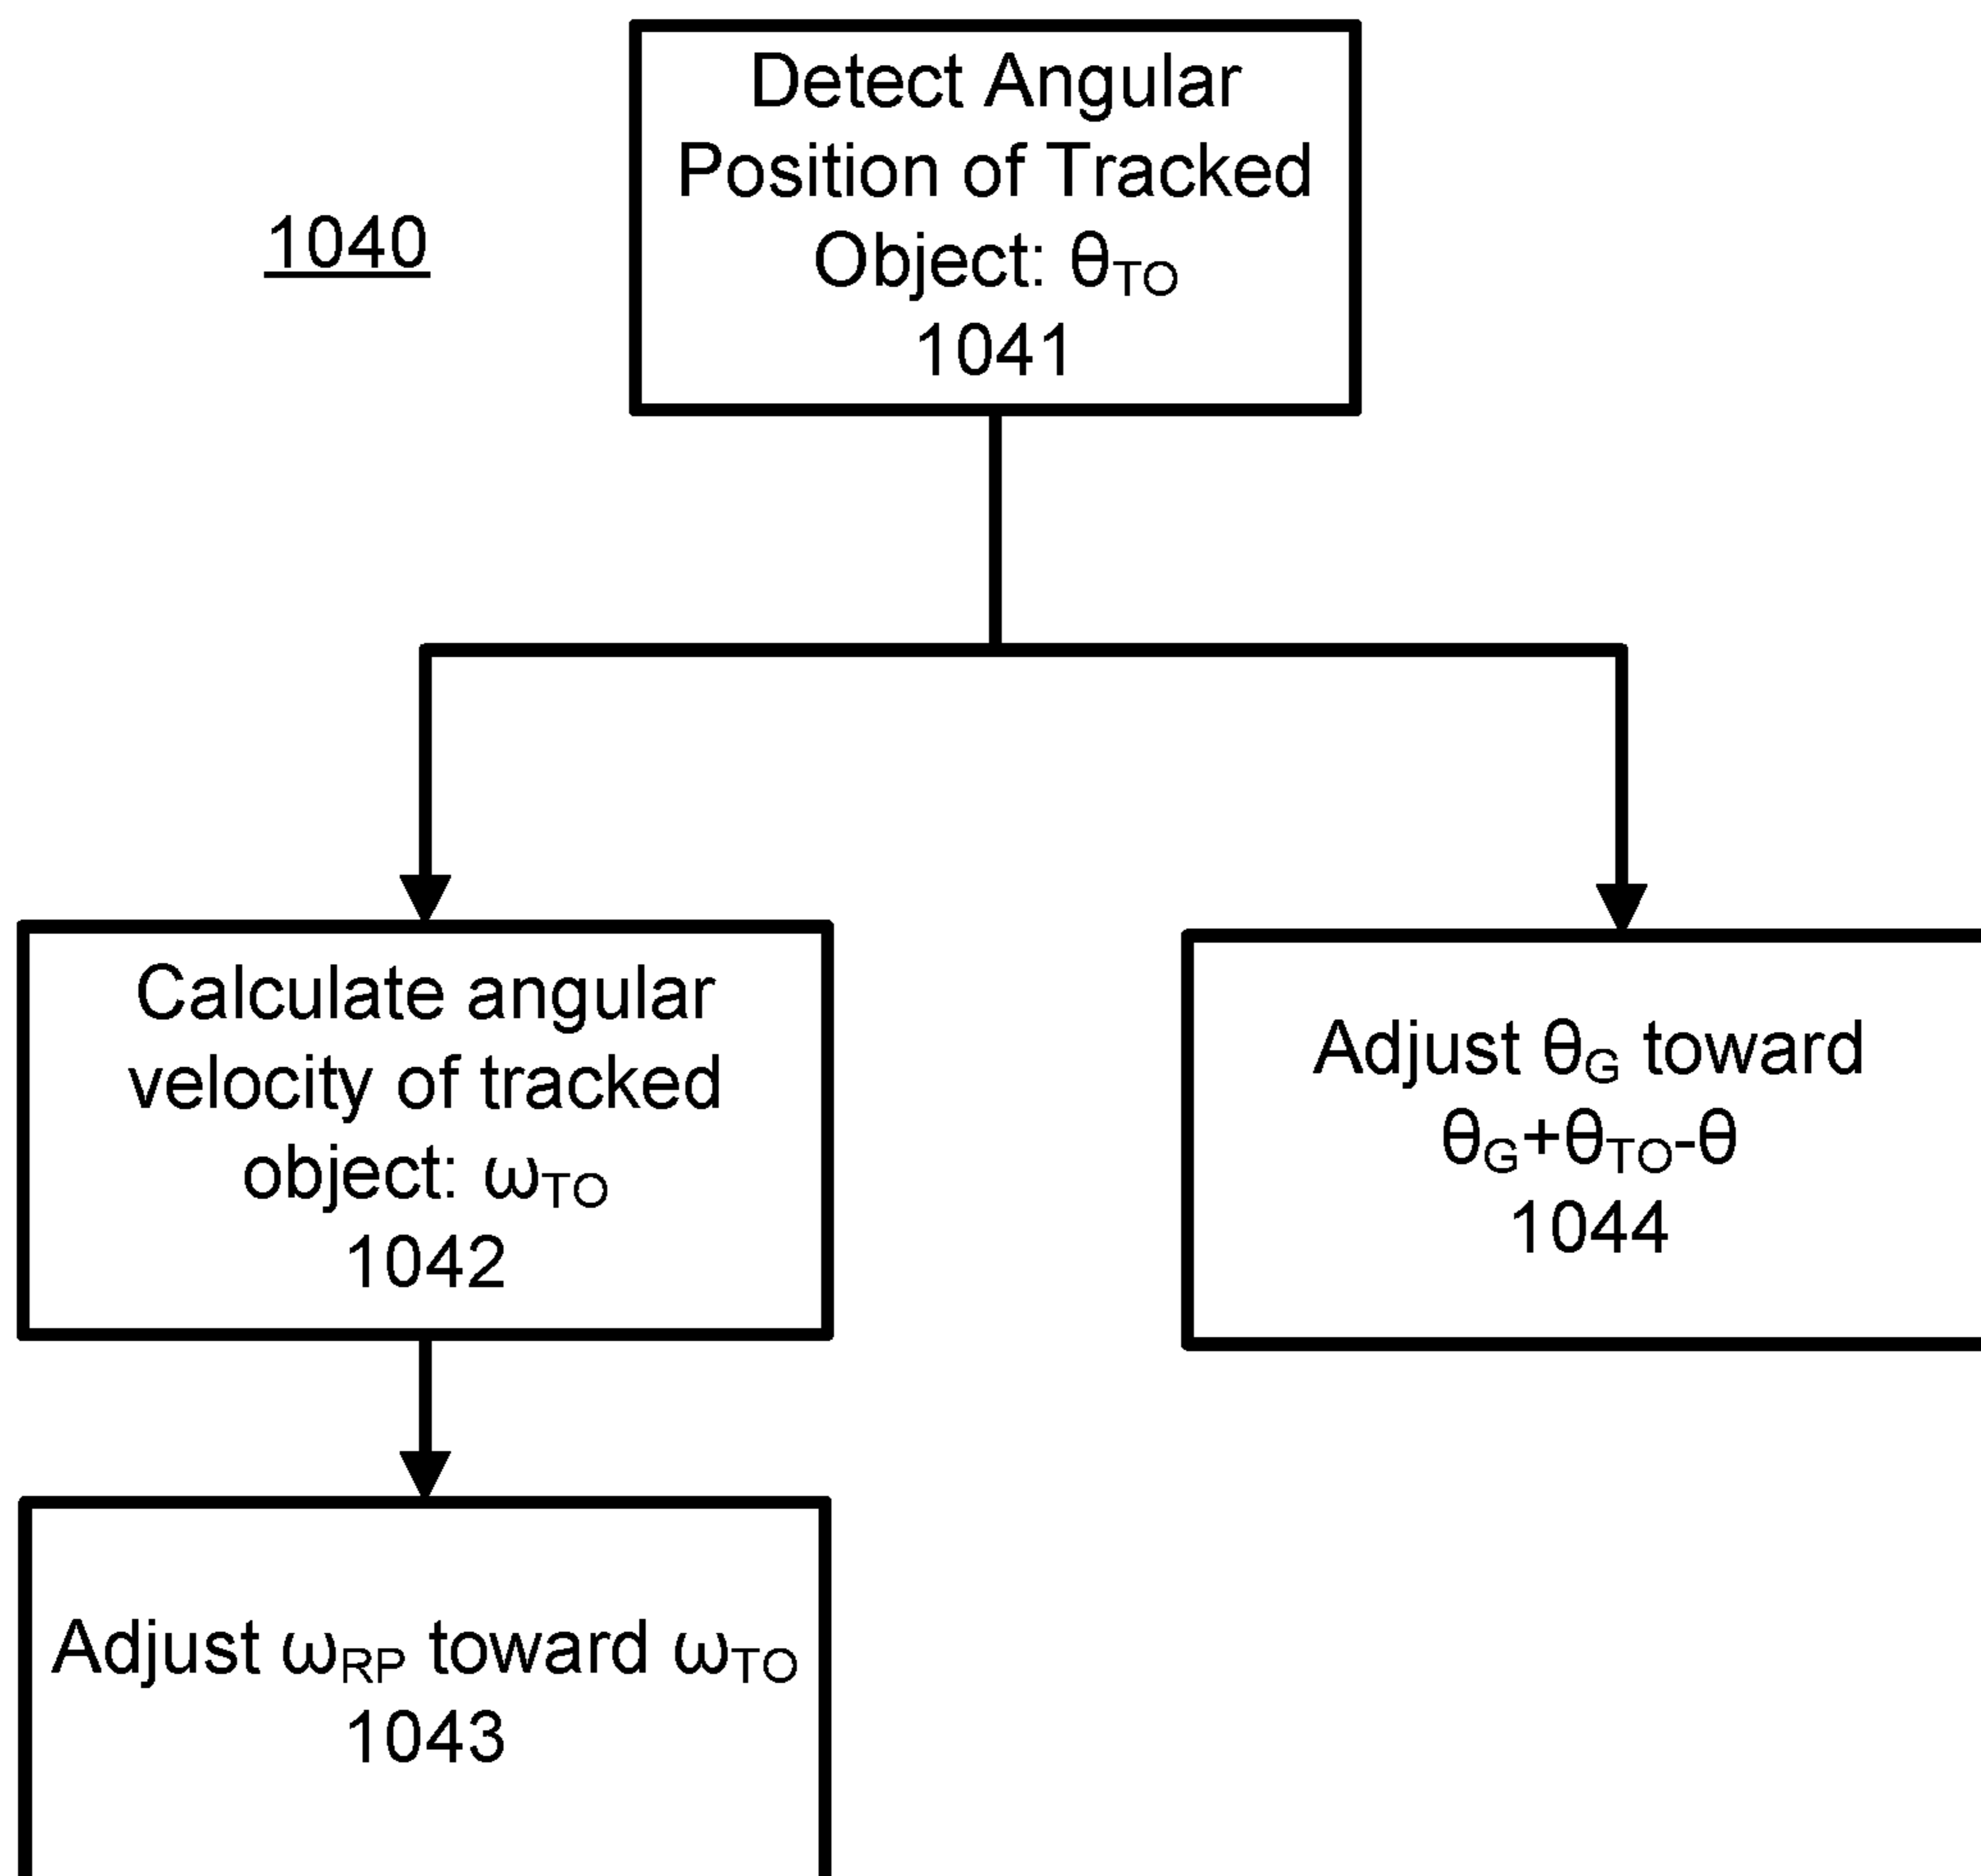 1040
Detect Angular
Position of Tracked
Object: θTO
1041
Calculate angular
velocity of tracked
object: ωTO
1042
Adjust θG toward
θG+θTO-θ
1044
Adjust ωRP toward ωTO
1043